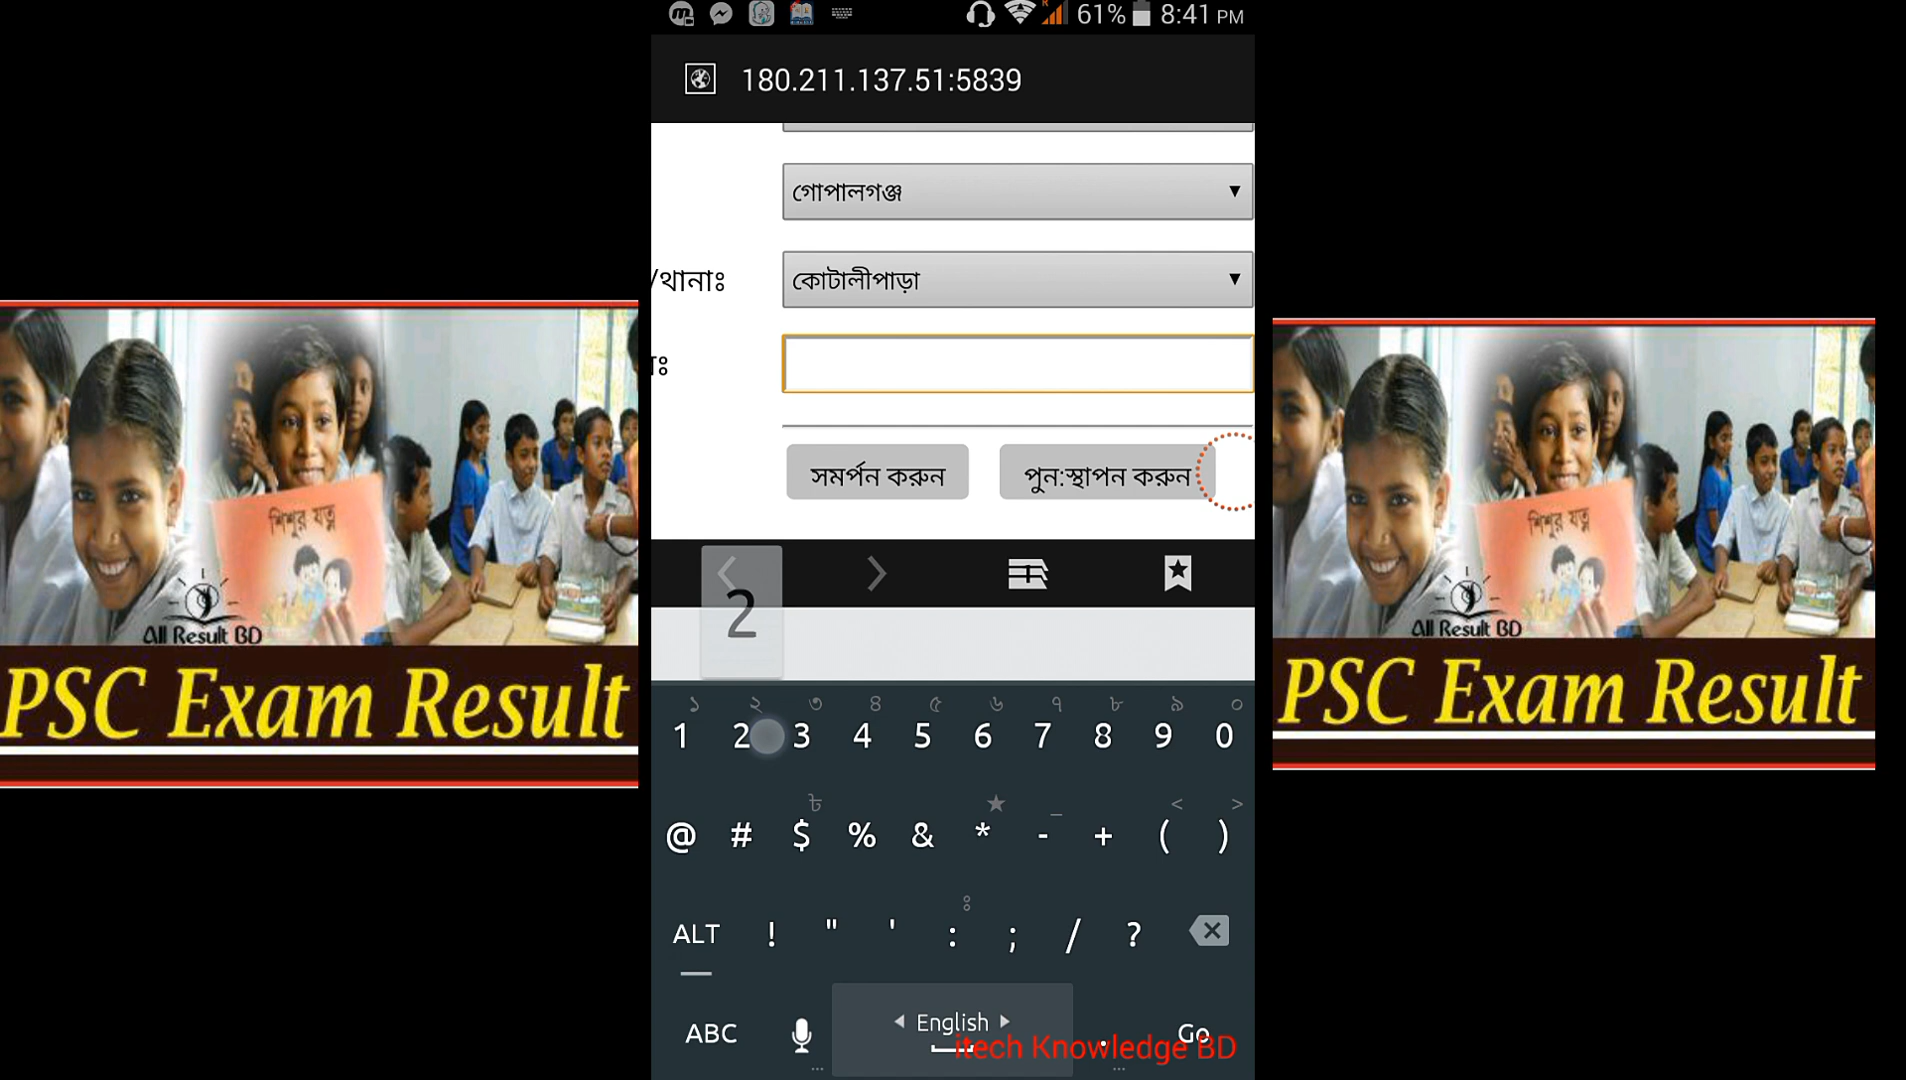 61% 8:41 PM
180.211.137.51:5839
গোপালগঞ্জ
/থানাঃ
কোটালীপাড়া
সমর্পন করুন
পুন:স্থাপন করুন
2
১ ২ ৩ ৪ ৫ ৬ ৭ ৮ ৯ ০
1 2 3 4 5 6 7 8 9 0
৳ ★ _ < >
@ # $ % & * - + ( )
ঃ
ALT ! " ' : ; / ?
ABC English . Go
itech Knowledge BD
শিশুর যত্ন
All Result BD
PSC Exam Result
শিশুর যত্ন
All Result BD
PSC Exam Result